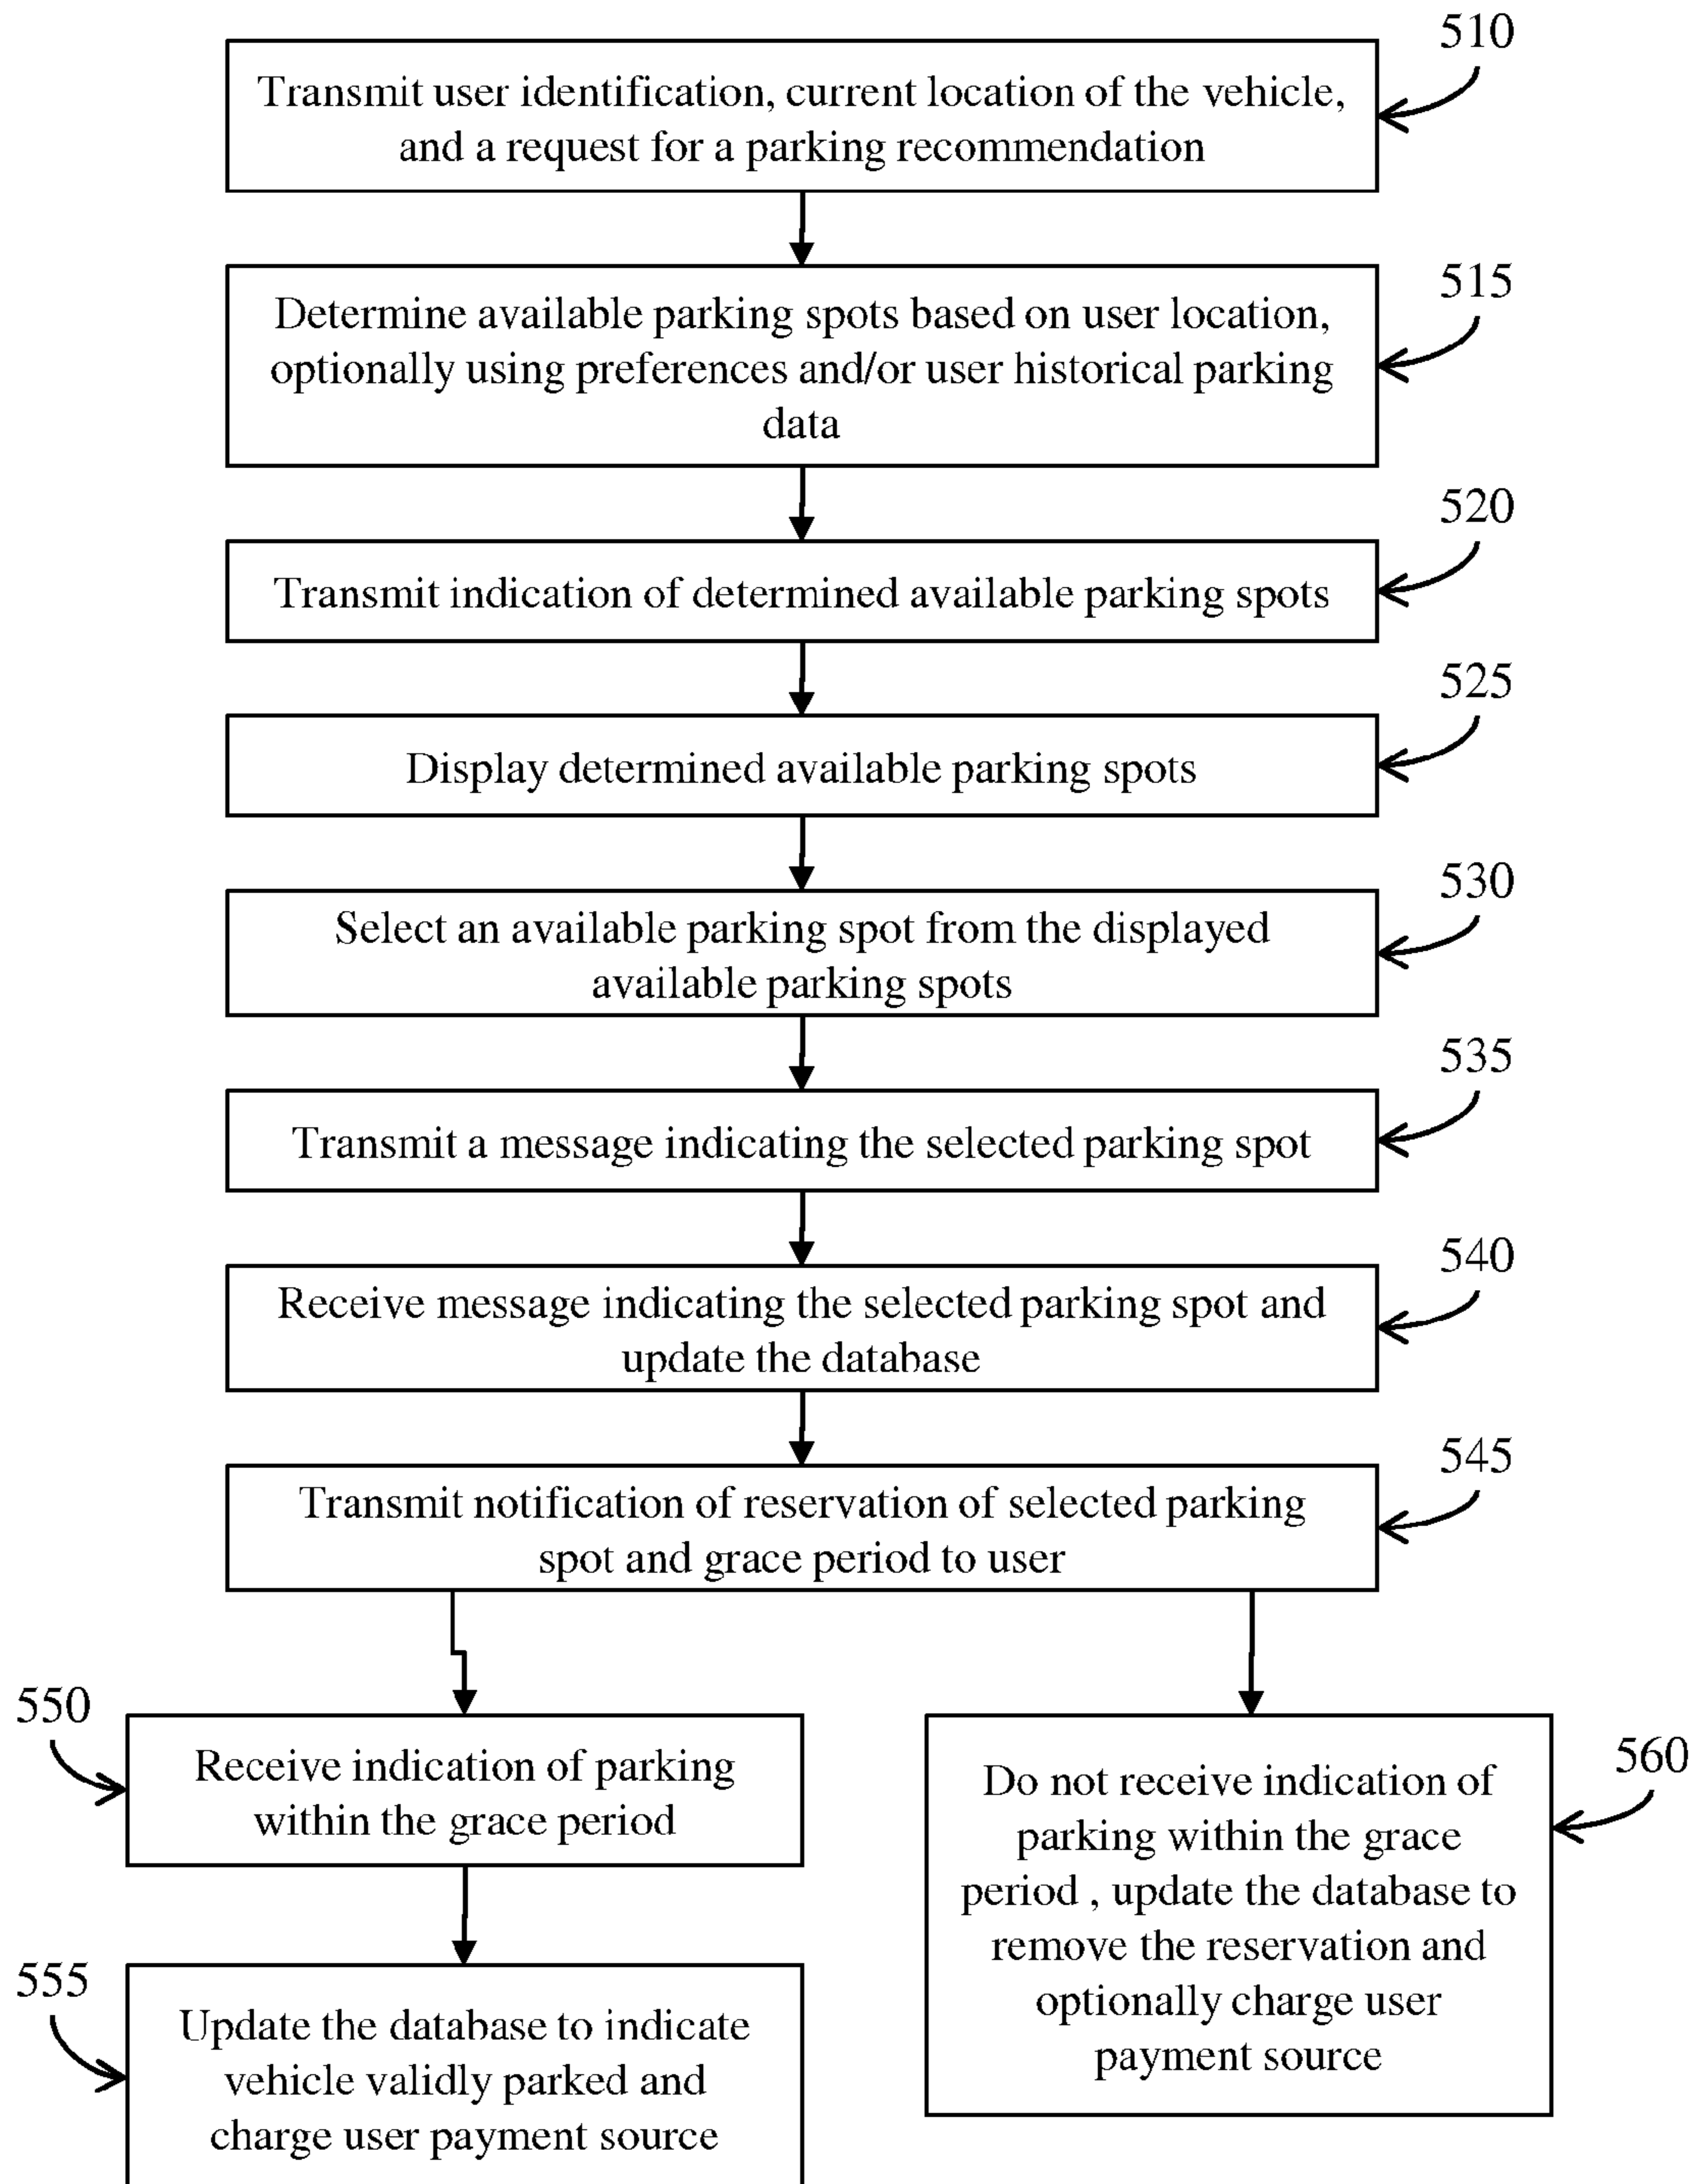 510
Transmit user identification, current location of the vehicle,
and a request for a parking recommendation
515
Determine available parking spots based on user location,
optionally using preferences and/or user historical parking
data
520
Transmit indication of determined available parking spots
525
Display determined available parking spots
530
Select an available parking spot from the displayed
available parking spots
535
Transmit a message indicating the selected parking spot
540
Receive message indicating the selected parking spot and
update the database
545
Transmit notification of reservation of selected parking
spot and grace period to user
550
Receive indication of parking
within the grace period
560
Do not receive indication of
parking within the grace
period , update the database to
remove the reservation and
optionally charge user
payment source
555
Update the database to indicate
vehicle validly parked and
charge user payment source